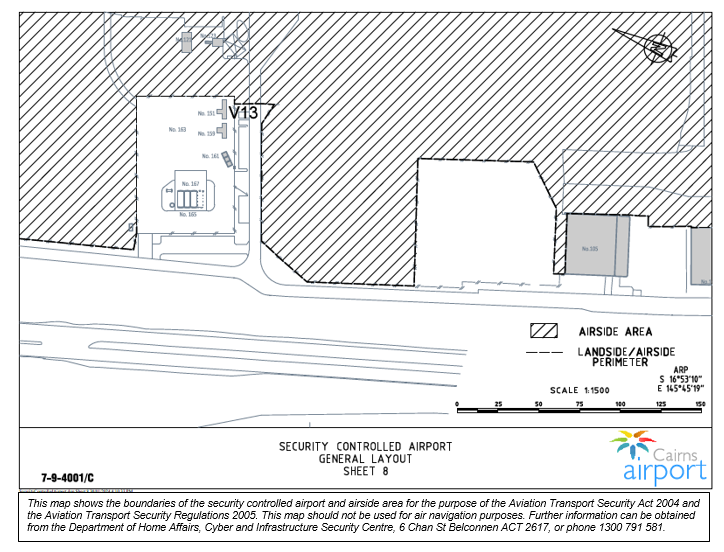 No. 151
V13
No. 163
No. 159
No. 161
No. 167
No. 165
No. 105
AIRSIDE AREA
LANDSIDE/AIRSIDE
PERIMETER
ARP
S 16°53'10"
E 145°45'19"
SCALE 1:1500
0 25 50 75 100 125 150
SECURITY CONTROLLED AIRPORT
GENERAL LAYOUT
SHEET 8
7-9-4001/C
Cairns
airport
This map shows the boundaries of the security controlled airport and airside area for the purpose of the Aviation Transport Security Act 2004 and
the Aviation Transport Security Regulations 2005. This map should not be used for air navigation purposes. Further information can be obtained
from the Department of Home Affairs, Cyber and Infrastructure Security Centre, 6 Chan St Belconnen ACT 2617, or phone 1300 791 581.